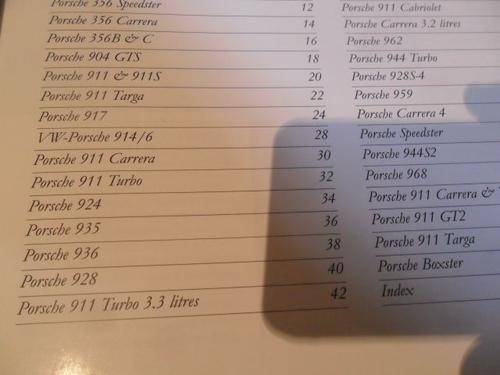 Porsche 356 Speedster 12
Porsche 356 Carrera 14
Porsche 356B & C 16
Porsche 904 GTS 18
Porsche 911 & 911S 20
Porsche 911 Targa 22
Porsche 917 24
VW-Porsche 914/6 28
Porsche 911 Carrera 30
Porsche 911 Turbo 32
Porsche 924 34
Porsche 935 36
Porsche 936 38
Porsche 928 40
Porsche 911 Turbo 3.3 litres 42
Porsche 911 Cabriolet
Porsche Carrera 3.2 litres
Porsche 962
Porsche 944 Turbo
Porsche 928S-4
Porsche 959
Porsche Carrera 4
Porsche Speedster
Porsche 944S2
Porsche 968
Porsche 911 Carrera &
Porsche 911 GT2
Porsche 911 Targa
Porsche Boxster
Index